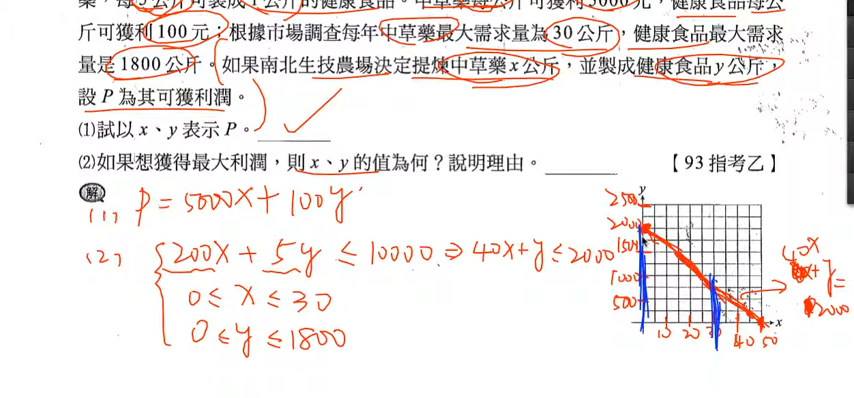 藥，每5公斤可製成1公斤的健康食品。中草藥每公斤可獲利5000元，健康食品每公
斤可獲利100元；根據市場調查每年中草藥最大需求量為30公斤，健康食品最大需求
量是1800公斤。如果南北生技農場決定提煉中草藥x公斤，並製成健康食品y公斤，
設P為其可獲利潤。
⑴試以x、y表示P。
⑵如果想獲得最大利潤，則x、y的值為何？說明理由。【93指考乙】
解
(1) P = 5000x + 100y
(2) 200x + 5y ≤ 10000 ⇒ 40x + y ≤ 2000
0 ≤ x ≤ 30
0 ≤ y ≤ 1800
y
2500
2000
1500
1000
500
10 20 30 40 50 x
40x
+ y =
2000